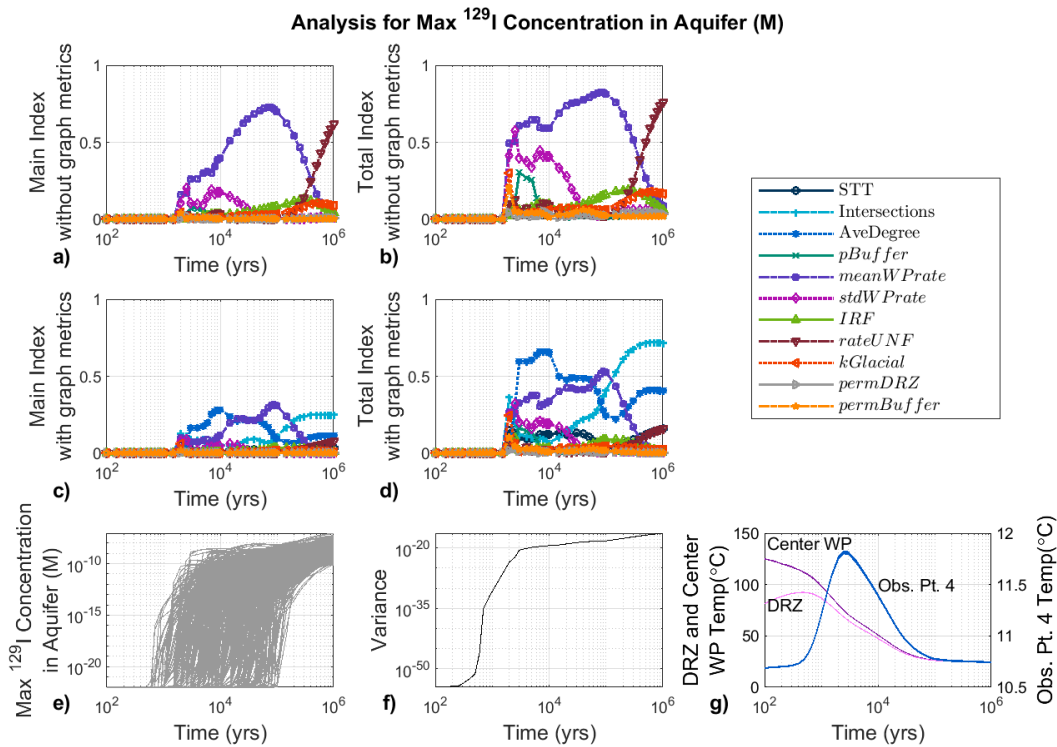 Analysis for Max ¹²⁹I Concentration in Aquifer (M)
Main Index
without graph metrics
1
0.5
0
10² 10⁴ 10⁶
Time (yrs)
a)
Total Index
without graph metrics
1
0.5
0
10² 10⁴ 10⁶
Time (yrs)
b)
STT
Intersections
AveDegree
pBuffer
meanWPrate
stdWPrate
IRF
rateUNF
kGlacial
permDRZ
permBuffer
Main Index
with graph metrics
1
0.5
0
10² 10⁴ 10⁶
Time (yrs)
c)
Total Index
with graph metrics
1
0.5
0
10² 10⁴ 10⁶
Time (yrs)
d)
Max ¹²⁹I Concentration
in Aquifer (M)
10⁻¹⁰
10⁻¹⁵
10⁻²⁰
10² 10⁴ 10⁶
Time (yrs)
e)
Variance
10⁻²⁰
10⁻³⁵
10⁻⁵⁰
10² 10⁴ 10⁶
Time (yrs)
f)
DRZ and Center
WP Temp(°C)
150
100
50
0
Center WP
DRZ
Obs. Pt. 4
12
11.5
11
10.5
Obs. Pt. 4 Temp(°C)
10² 10⁴ 10⁶
Time (yrs)
g)